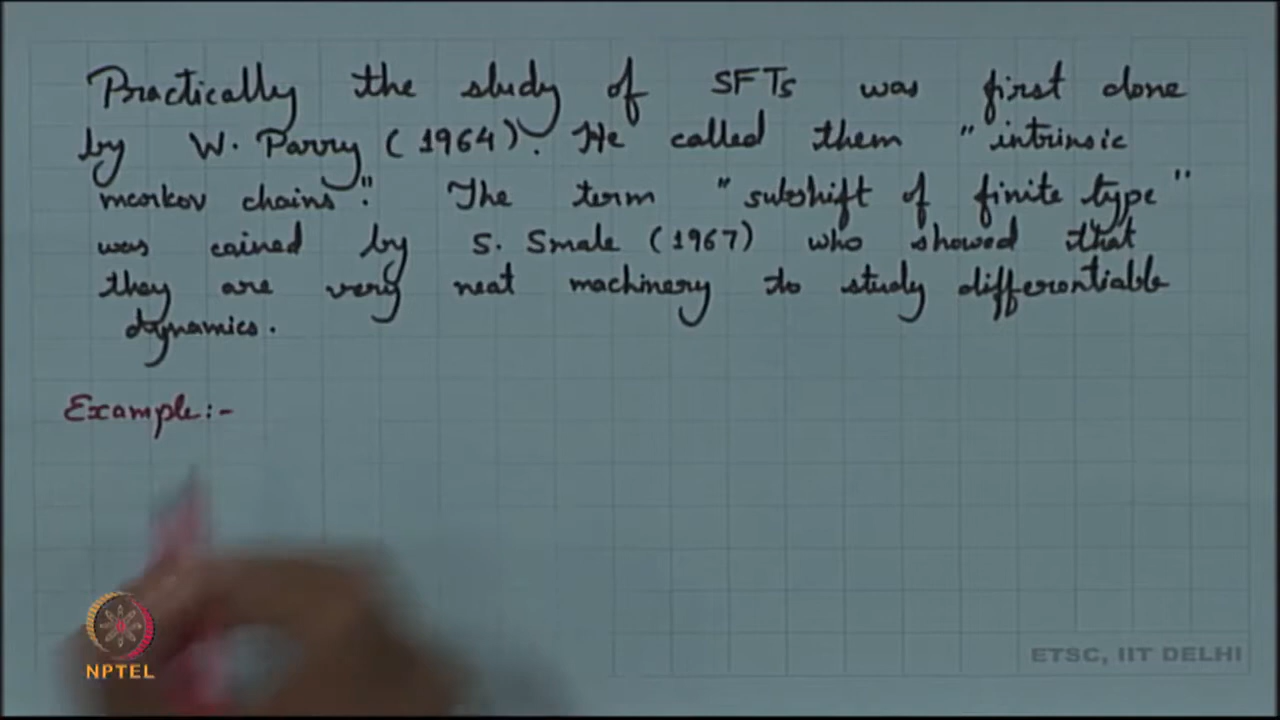 Practically the study of SFTs was first done
by W. Parry (1964). He called them "intrinsic
markov chains". The term "subshift of finite type"
was coined by S. Smale (1967) who showed that
they are very neat machinery to study differentiable
dynamics.
Example:-
NPTEL
ETSC, IIT DELHI